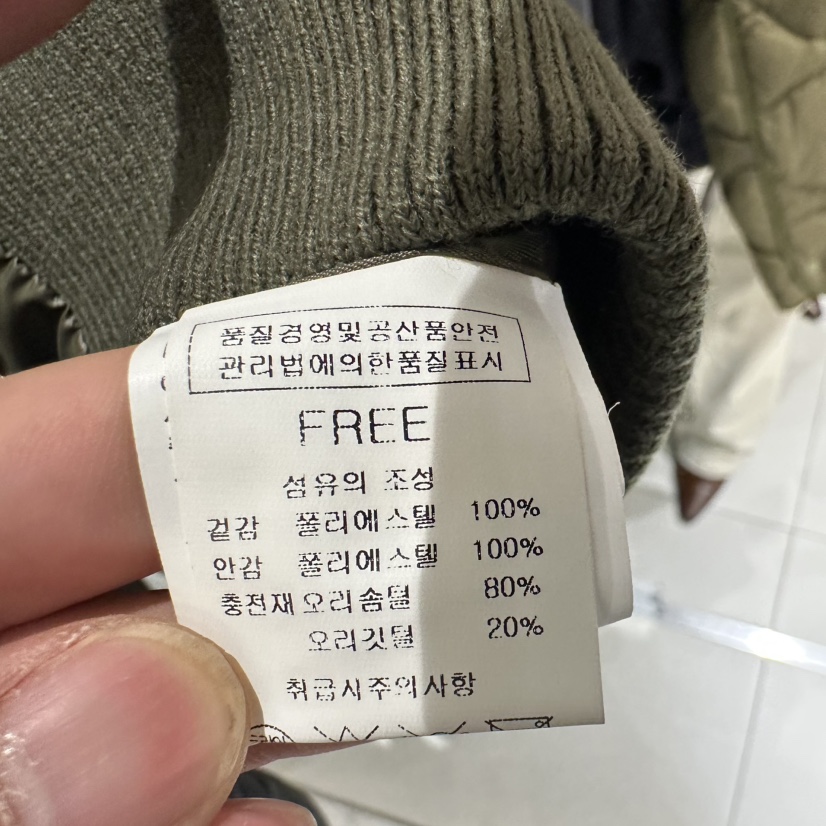 품질경영및공산품안전
관리법에의한품질표시
FREE
섬유의 조성
겉감 폴리에스텔 100%
안감 폴리에스텔 100%
충전재 오리솜털 80%
오리깃털 20%
취급시주의사항